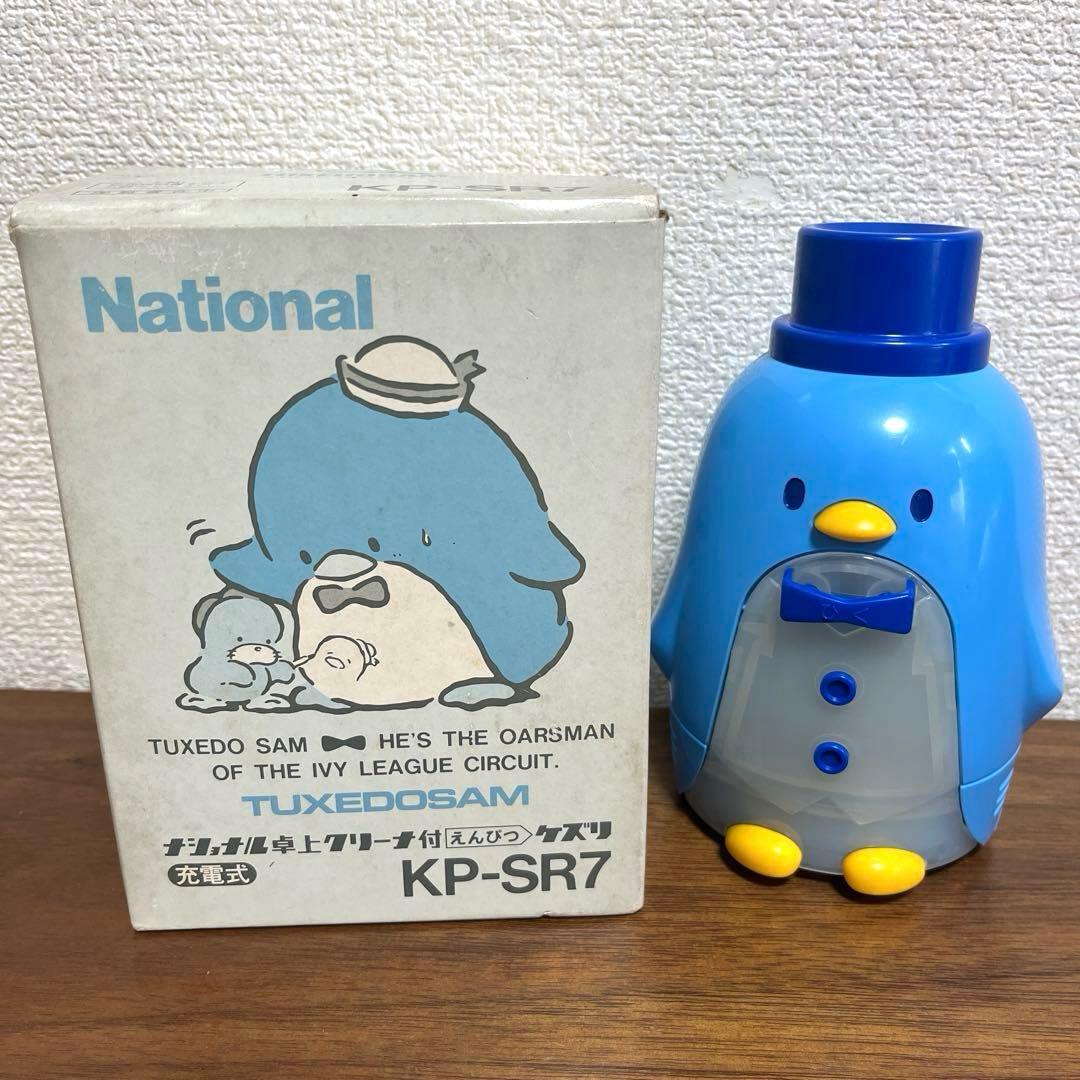 KP-SR7
National
TUXEDO SAM HE'S THE OARSMAN
OF THE IVY LEAGUE CIRCUIT.
TUXEDOSAM
ナショナル卓上クリーナ付えんぴつケズリ
充電式
KP-SR7